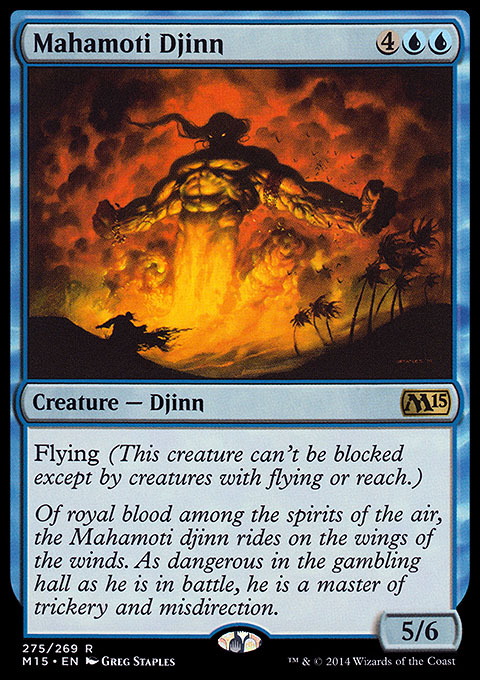 Mahamoti Djinn 4
Creature — Djinn M15
Flying (This creature can't be blocked
except by creatures with flying or reach.)
Of royal blood among the spirits of the air,
the Mahamoti djinn rides on the wings of
the winds. As dangerous in the gambling
hall as he is in battle, he is a master of
trickery and misdirection.
5/6
275/269 R
M15 • EN Greg Staples ™ & © 2014 Wizards of the Coast